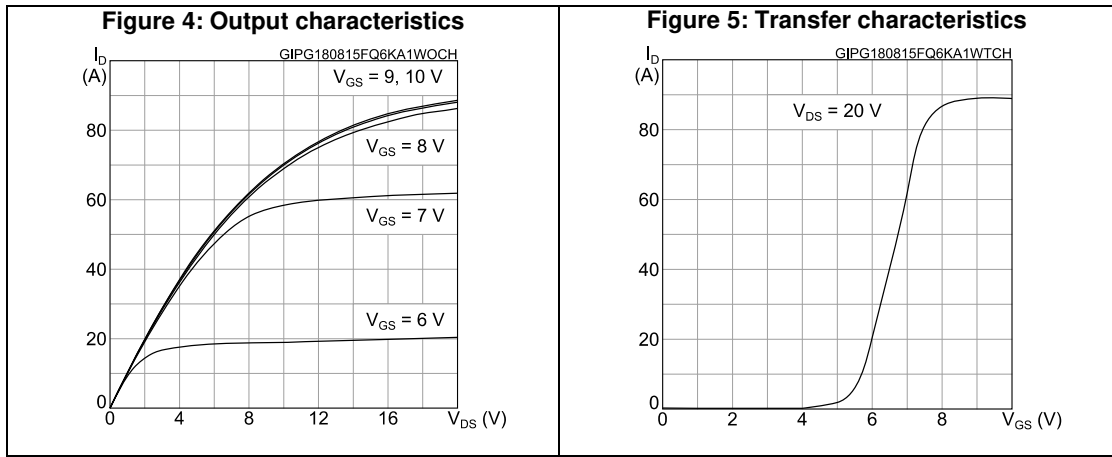 Figure 4: Output characteristics
GIPG180815FQ6KA1WOCH
I_D
(A)
V_GS = 9, 10 V
80
V_GS = 8 V
60
V_GS = 7 V
40
V_GS = 6 V
20
0
0 4 8 12 16 V_DS (V)
Figure 5: Transfer characteristics
GIPG180815FQ6KA1WTCH
I_D
(A)
V_DS = 20 V
80
60
40
20
0
0 2 4 6 8 V_GS (V)